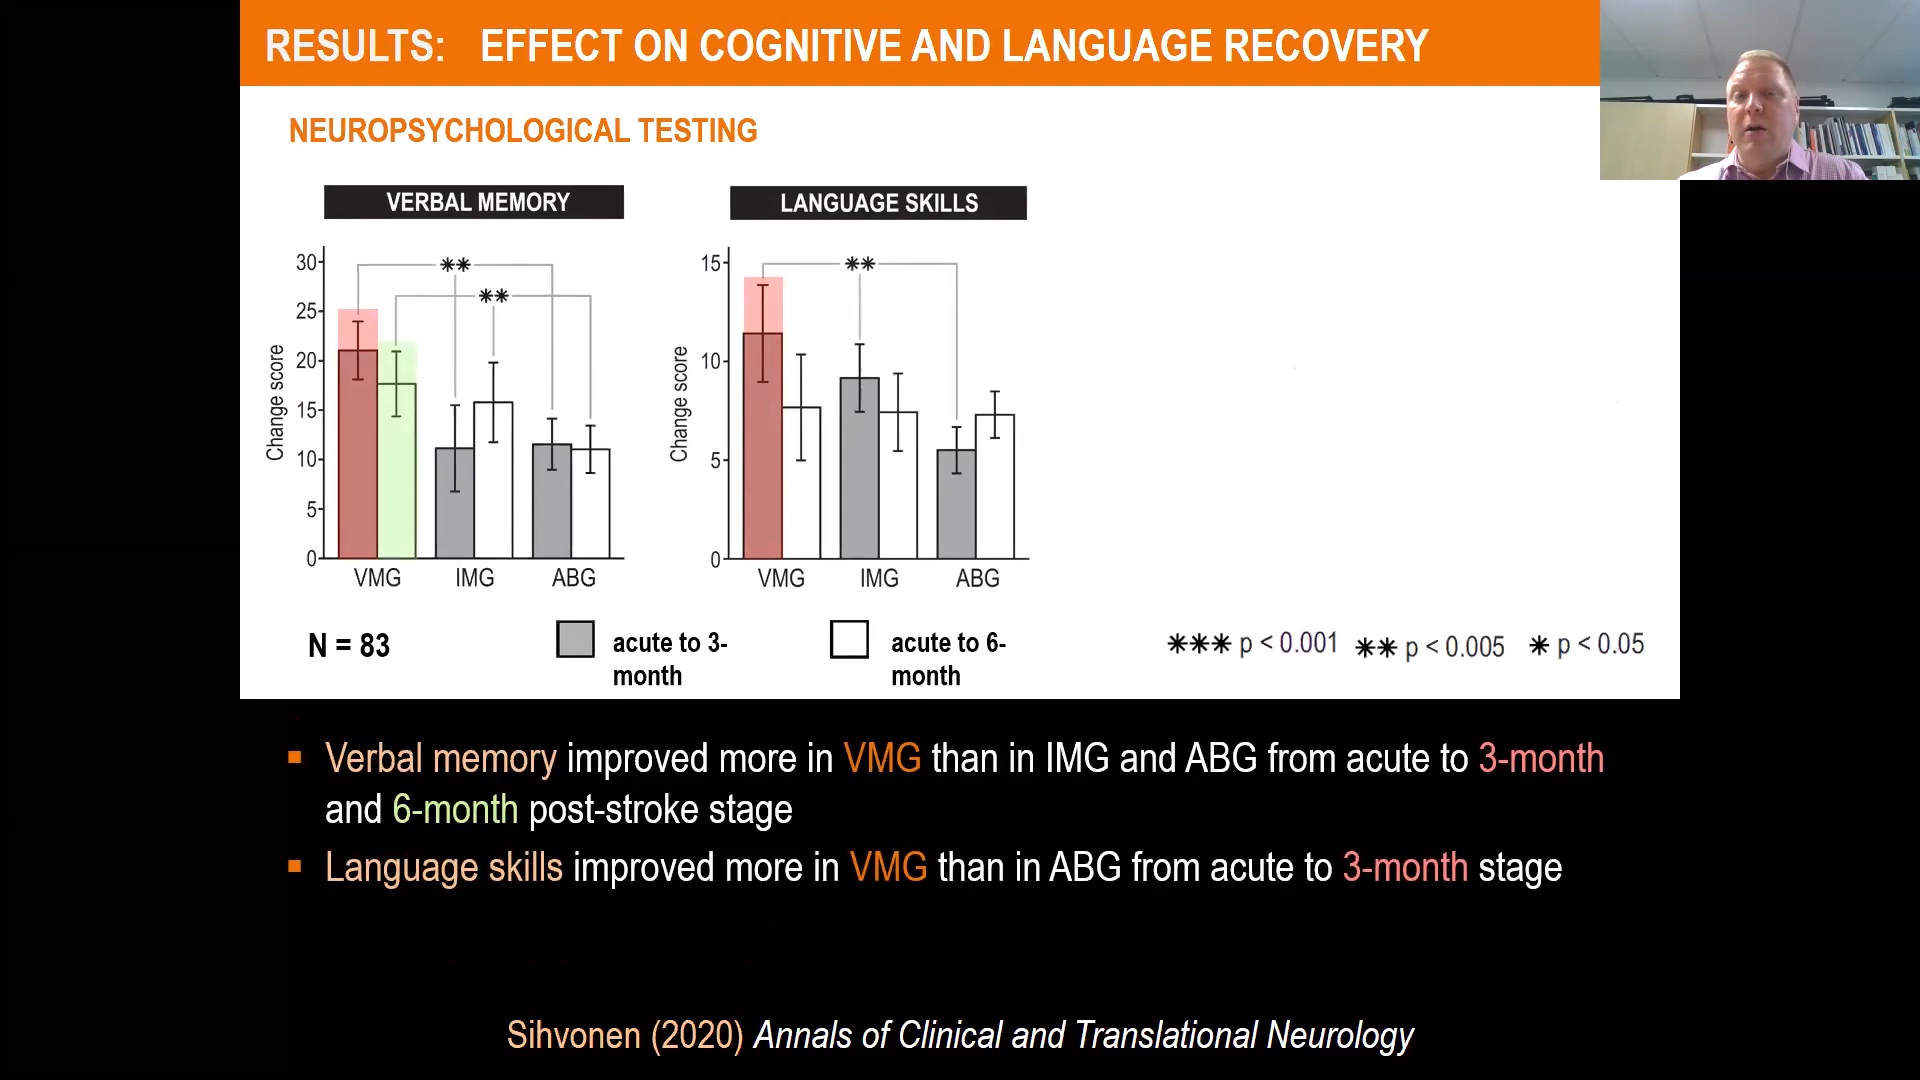 RESULTS: EFFECT ON COGNITIVE AND LANGUAGE RECOVERY
NEUROPSYCHOLOGICAL TESTING
VERBAL MEMORY
30
25
20
15
10
5
0
Change score
**
**
VMG IMG ABG
LANGUAGE SKILLS
15
10
5
0
Change score
**
VMG IMG ABG
N = 83
acute to 3-
month
acute to 6-
month
*** p < 0.001 ** p < 0.005 * p < 0.05
▪ Verbal memory improved more in VMG than in IMG and ABG from acute to 3-month
and 6-month post-stroke stage
▪ Language skills improved more in VMG than in ABG from acute to 3-month stage
Sihvonen (2020) Annals of Clinical and Translational Neurology